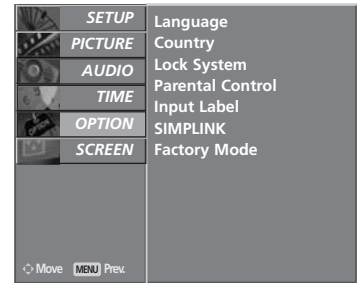 SETUP
PICTURE
AUDIO
TIME
OPTION
SCREEN
Language
Country
Lock System
Parental Control
Input Label
SIMPLINK
Factory Mode
Move MENU Prev.